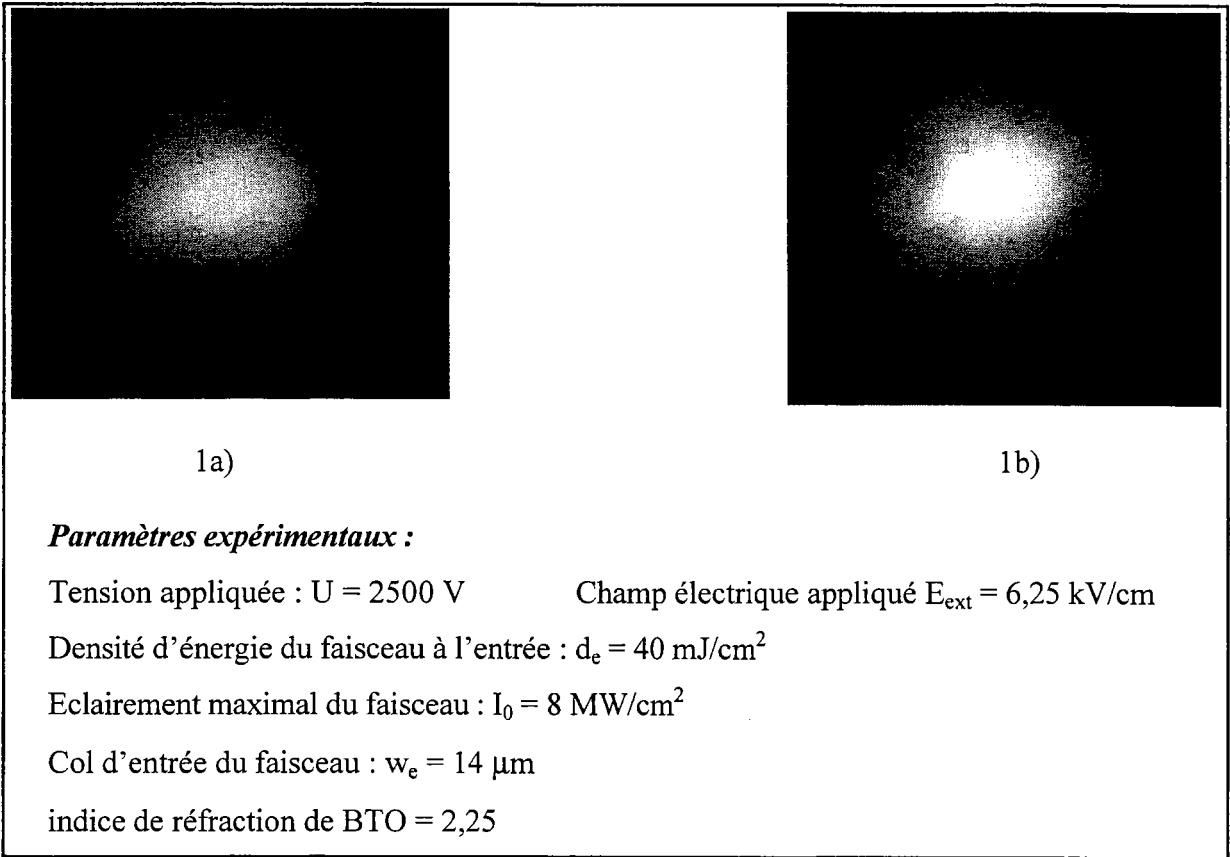 1a) 1b)
Paramètres expérimentaux :
Tension appliquée : U = 2500 V Champ électrique appliqué E_ext = 6,25 kV/cm
Densité d'énergie du faisceau à l'entrée : d_e = 40 mJ/cm²
Eclairement maximal du faisceau : I₀ = 8 MW/cm²
Col d'entrée du faisceau : w_e = 14 µm
indice de réfraction de BTO = 2,25